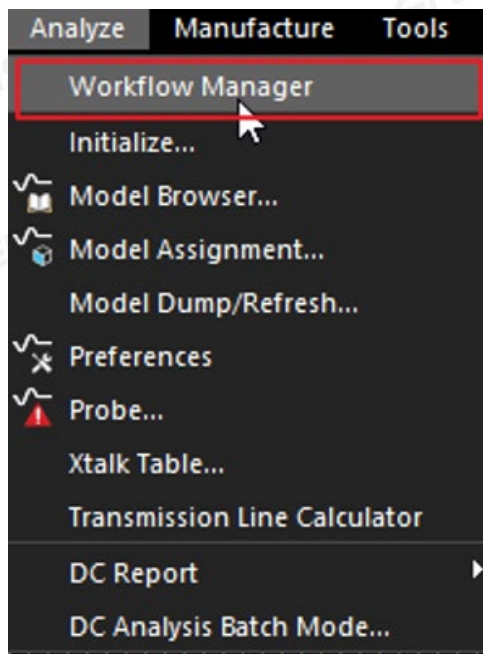 Analyze Manufacture Tools
Workflow Manager
Initialize...
Model Browser...
Model Assignment...
Model Dump/Refresh...
Preferences
Probe...
Xtalk Table...
Transmission Line Calculator
DC Report
DC Analysis Batch Mode...